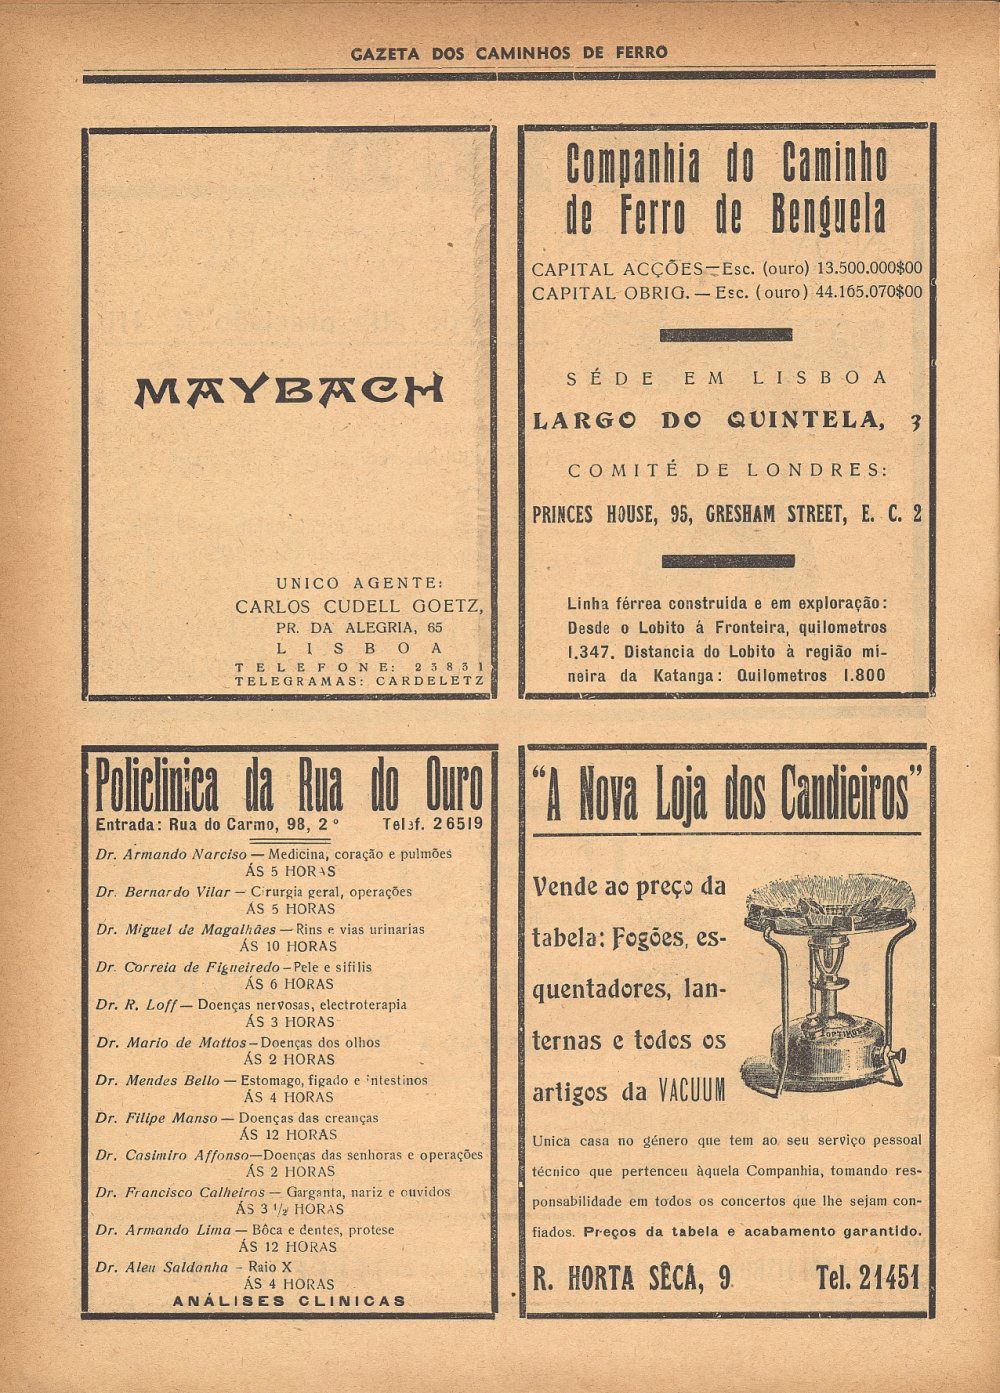 GAZETA DOS CAMINHOS DE FERRO
MAYBACH
UNICO AGENTE:
CARLOS CUDELL GOETZ,
PR. DA ALEGRIA, 65
LISBOA
TELEFONE: 23831
TELEGRAMAS: CARDELETZ
Companhia do Caminho
de Ferro de Benguela
CAPITAL ACÇÕES—Esc. (ouro) 13.500.000$00
CAPITAL OBRIG. — Esc. (ouro) 44.165.070$00
SÉDE EM LISBOA
LARGO DO QUINTELA, 3
COMITÉ DE LONDRES:
PRINCES HOUSE, 95, GRESHAM STREET, E. C. 2
Linha férrea construida e em exploração:
Desde o Lobito á Fronteira, quilometros
1.347. Distancia do Lobito à região mi-
neira da Katanga: Quilometros 1.800
Policlinica da Rua do Ouro
Entrada: Rua do Carmo, 98, 2º Telef. 26519
Dr. Armando Narciso — Medicina, coração e pulmões
ÁS 5 HORAS
Dr. Bernardo Vilar — Cirurgia geral, operações
ÁS 5 HORAS
Dr. Miguel de Magalhães — Rins e vias urinarias
ÁS 10 HORAS
Dr. Correia de Figueiredo – Pele e sifilis
ÁS 6 HORAS
Dr. R. Loff — Doenças nervosas, electroterapia
ÁS 3 HORAS
Dr. Mario de Mattos – Doenças dos olhos
ÁS 2 HORAS
Dr. Mendes Bello — Estomago, figado e intestinos
ÁS 4 HORAS
Dr. Filipe Manso — Doenças das creanças
ÁS 12 HORAS
Dr. Casimiro Affonso—Doenças das senhoras e operações
ÁS 2 HORAS
Dr. Francisco Calheiros — Garganta, nariz e ouvidos
ÁS 3 1/2 HORAS
Dr. Armando Lima — Bôca e dentes, protese
ÁS 12 HORAS
Dr. Aleu Saldanha – Raio X
ÁS 4 HORAS
ANÁLISES CLINICAS
“A Nova Loja dos Candieiros”
Vende ao preço da
tabela: Fogões, es-
quentadores, lan-
ternas e todos os
artigos da VACUUM
OPTIMUS
Unica casa no género que tem ao seu serviço pessoal
técnico que pertenceu àquela Companhia, tomando res-
ponsabilidade em todos os concertos que lhe sejam con-
fiados. Preços da tabela e acabamento garantido.
R. HORTA SÊCA, 9 Tel. 21451